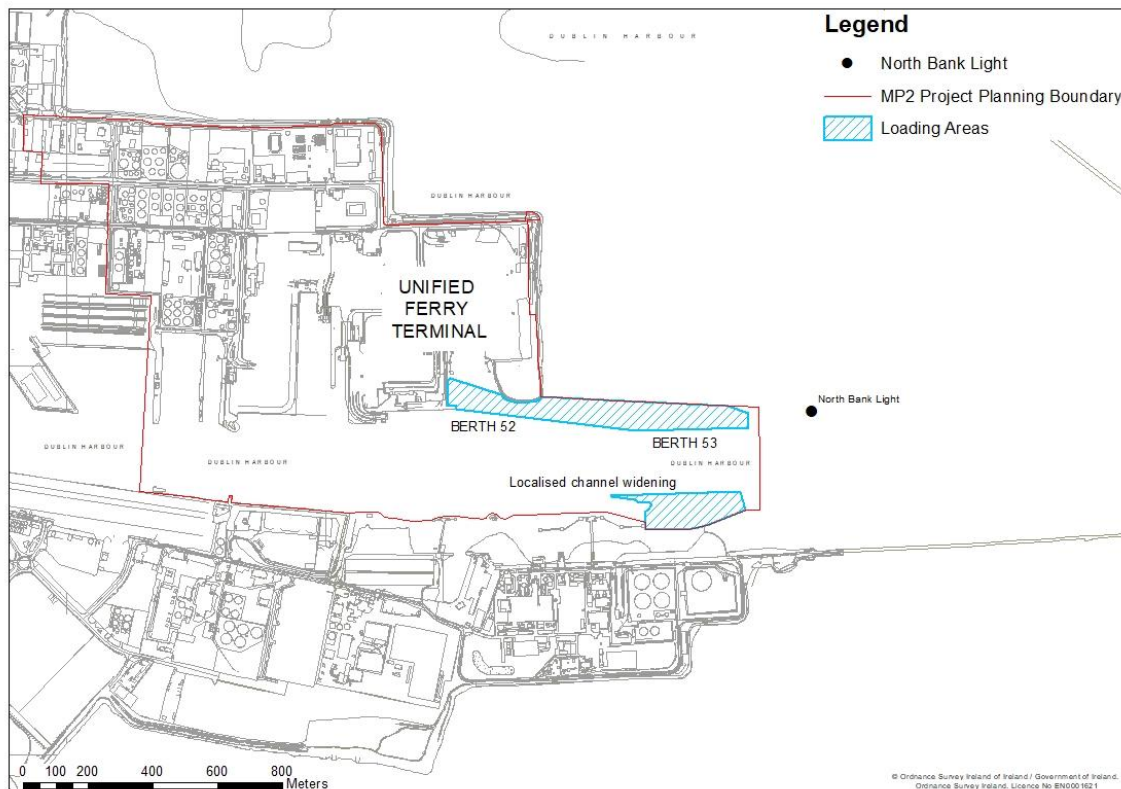 DUBLIN HARBOUR
Legend
North Bank Light
MP2 Project Planning Boundary
Loading Areas
DUBLIN HARBOUR
UNIFIED
FERRY
TERMINAL
North Bank Light
BERTH 52
BERTH 53
DUBLIN HARBOUR
DUBLIN HARBOUR
DUBLIN HARBOUR
Localised channel widening
0 100 200 400 600 800
Meters
© Ordnance Survey Ireland of Ireland / Government of Ireland.
Ordnance Survey Ireland. Licence No EN0001621